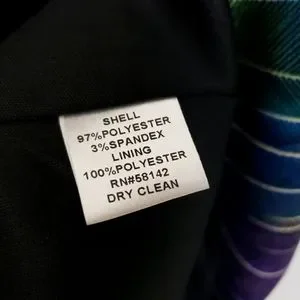 SHELL
97%POLYESTER
3%SPANDEX
LINING
100%POLYESTER
RN#58142
DRY CLEAN